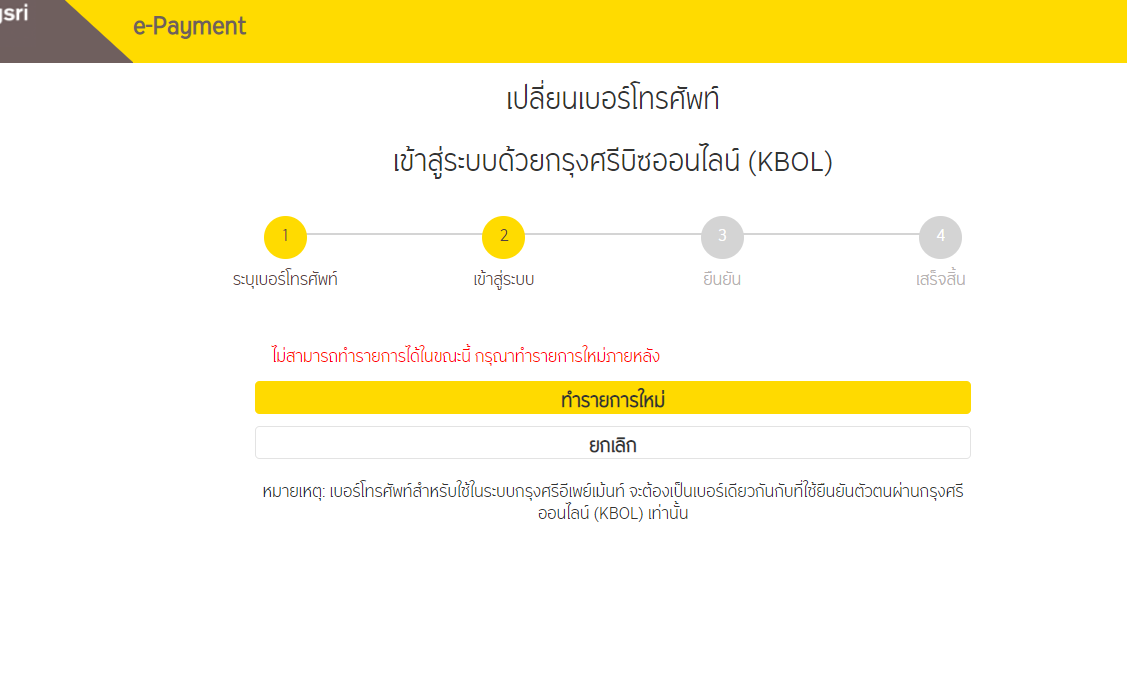 e-Payment
เปลี่ยนเบอร์โทรศัพท์
เข้าสู่ระบบด้วยกรุงศรีบิซออนไลน์ (KBOL)
1 2 3 4
ระบุเบอร์โทรศัพท์ เข้าสู่ระบบ ยืนยัน เสร็จสิ้น
ไม่สามารถทำรายการได้ในขณะนี้ กรุณาทำรายการใหม่ภายหลัง
ทำรายการใหม่
ยกเลิก
หมายเหตุ: เบอร์โทรศัพท์สำหรับใช้ในระบบกรุงศรีอีเพย์เม้นท์ จะต้องเป็นเบอร์เดียวกันกับที่ใช้ยืนยันตัวตนผ่านกรุงศรี
ออนไลน์ (KBOL) เท่านั้น